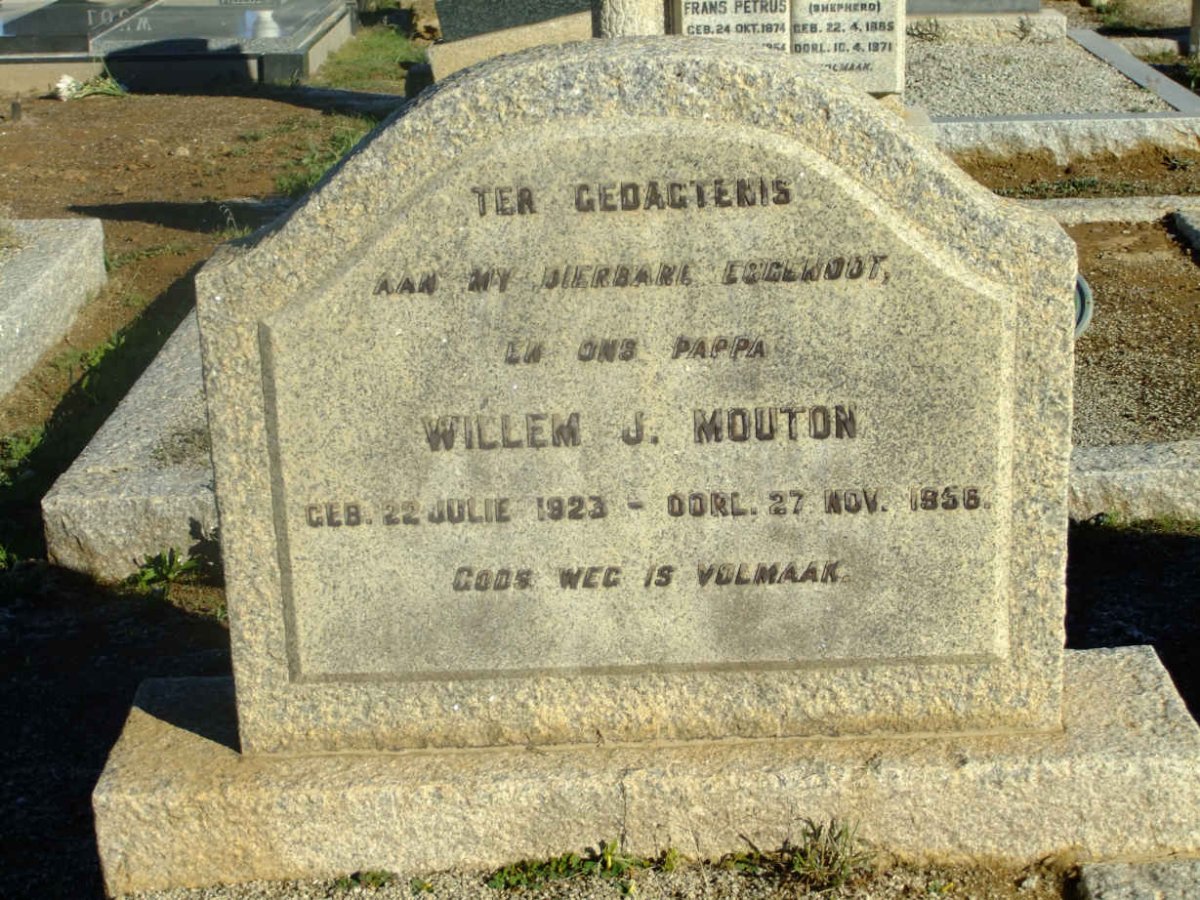 FRANS PETRUS
GEB. 24 OKT. 1874
(SHEPHERD)
GEB. 22. 4. 1885
OORL. 10. 4. 1971
TER GEDAGTENIS
AAN MY DIERBARE EGGENOOT,
EN ONS PAPPA
WILLEM J. MOUTON
GEB. 22 JULIE 1923 - OORL. 27 NOV. 1956.
GODS WEG IS VOLMAAK.